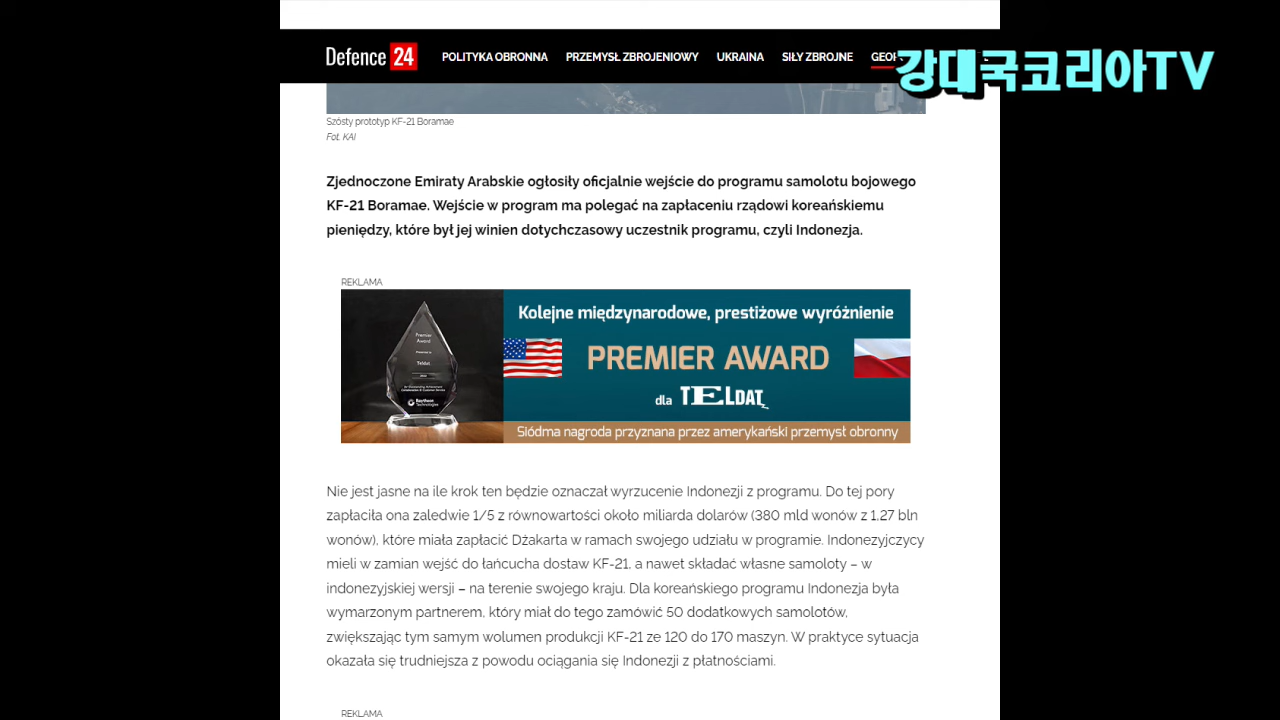 Defence 24 POLITYKA OBRONNA PRZEMYSŁ ZBROJENIOWY UKRAINA SIŁY ZBROJNE
강대국코리아TV
Szósty prototyp KF-21 Boramae
Fot. KAI
Zjednoczone Emiraty Arabskie ogłosiły oficjalnie wejście do programu samolotu bojowego
KF-21 Boramae. Wejście w program ma polegać na zapłaceniu rządowi koreańskiemu
pieniędzy, które był jej winien dotychczasowy uczestnik programu, czyli Indonezja.
REKLAMA
Kolejne międzynarodowe, prestiżowe wyróżnienie
PREMIER AWARD
dla TELDAT
Siódma nagroda przyznana przez amerykański przemysł obronny
Premier
Award
Teldat
Raytheon
Technologies
Nie jest jasne na ile krok ten będzie oznaczał wyrzucenie Indonezji z programu. Do tej pory
zapłaciła ona zaledwie 1/5 z równowartości około miliarda dolarów (380 mld wonów z 1,27 bln
wonów), które miała zapłacić Dżakarta w ramach swojego udziału w programie. Indonezyjczycy
mieli w zamian wejść do łańcucha dostaw KF-21, a nawet składać własne samoloty – w
indonezyjskiej wersji – na terenie swojego kraju. Dla koreańskiego programu Indonezja była
wymarzonym partnerem, który miał do tego zamówić 50 dodatkowych samolotów,
zwiększając tym samym wolumen produkcji KF-21 ze 120 do 170 maszyn. W praktyce sytuacja
okazała się trudniejsza z powodu ociągania się Indonezji z płatnościami.
REKLAMA